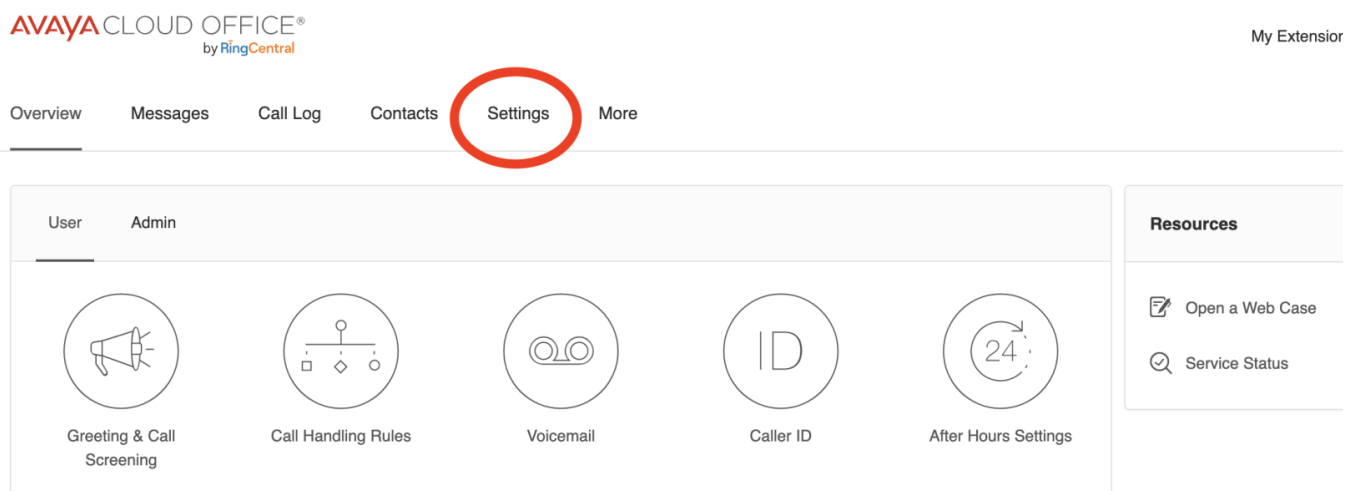 AVAYA CLOUD OFFICE®
by RingCentral
My Extension
Overview Messages Call Log Contacts Settings More
User Admin
Resources
Open a Web Case
Service Status
ID
24
Greeting & Call Screening
Call Handling Rules
Voicemail
Caller ID
After Hours Settings